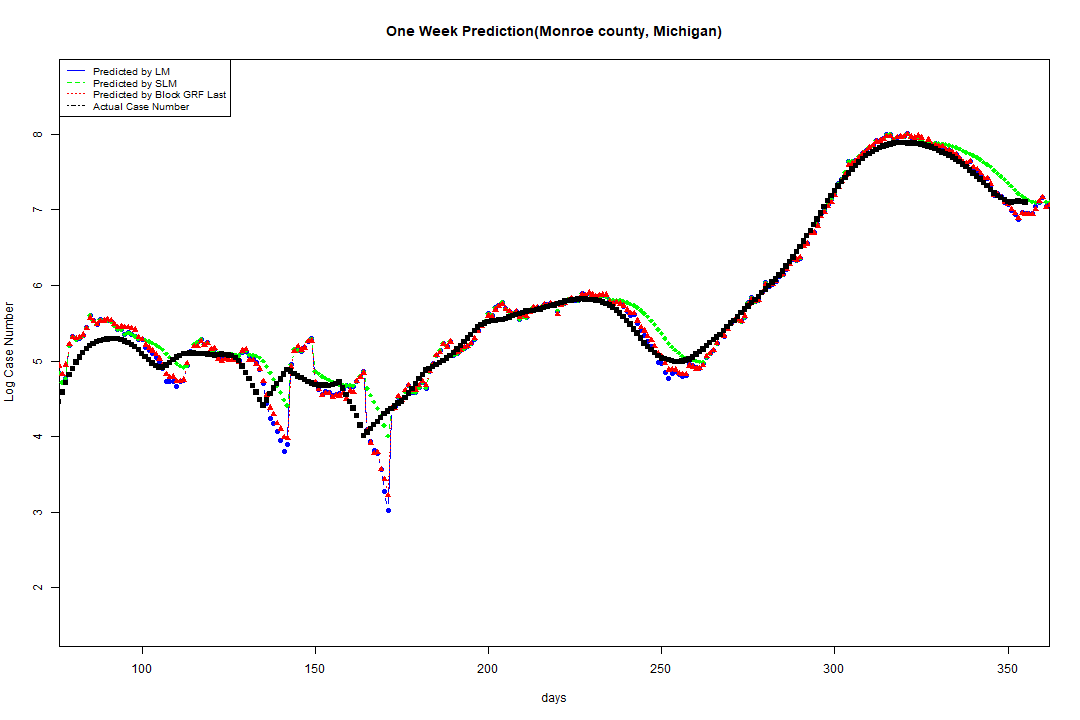 One Week Prediction(Monroe county, Michigan)
Predicted by LM
Predicted by SLM
Predicted by Block GRF Last
Actual Case Number
Log Case Number
8
7
6
5
4
3
2
100 150 200 250 300 350
days